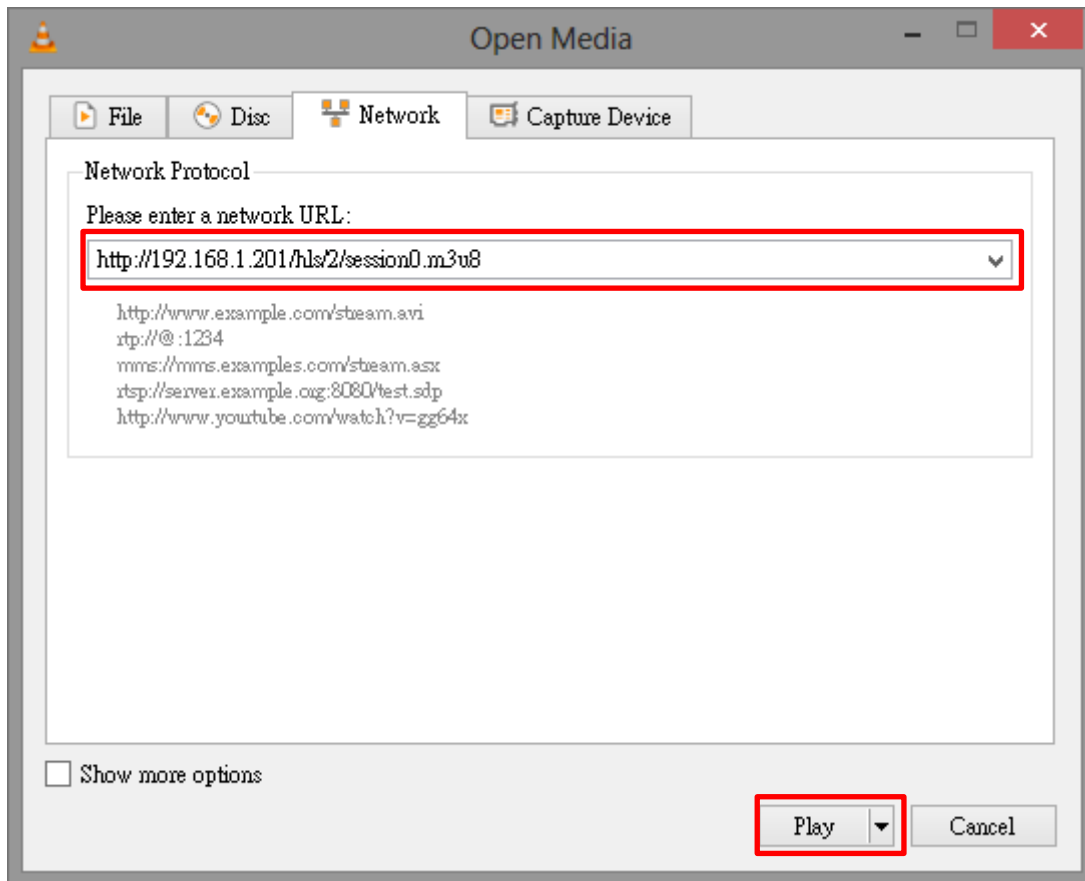 Open Media
File Disc Network Capture Device
Network Protocol
Please enter a network URL:
http://192.168.1.201/hls/2/session0.m3u8
http://www.example.com/stream.avi
rtp://@:1234
mms://mms.examples.com/stream.asx
rtsp://server.example.org:8080/test.sdp
http://www.yourtube.com/watch?v=gg64x
Show more options
Play Cancel